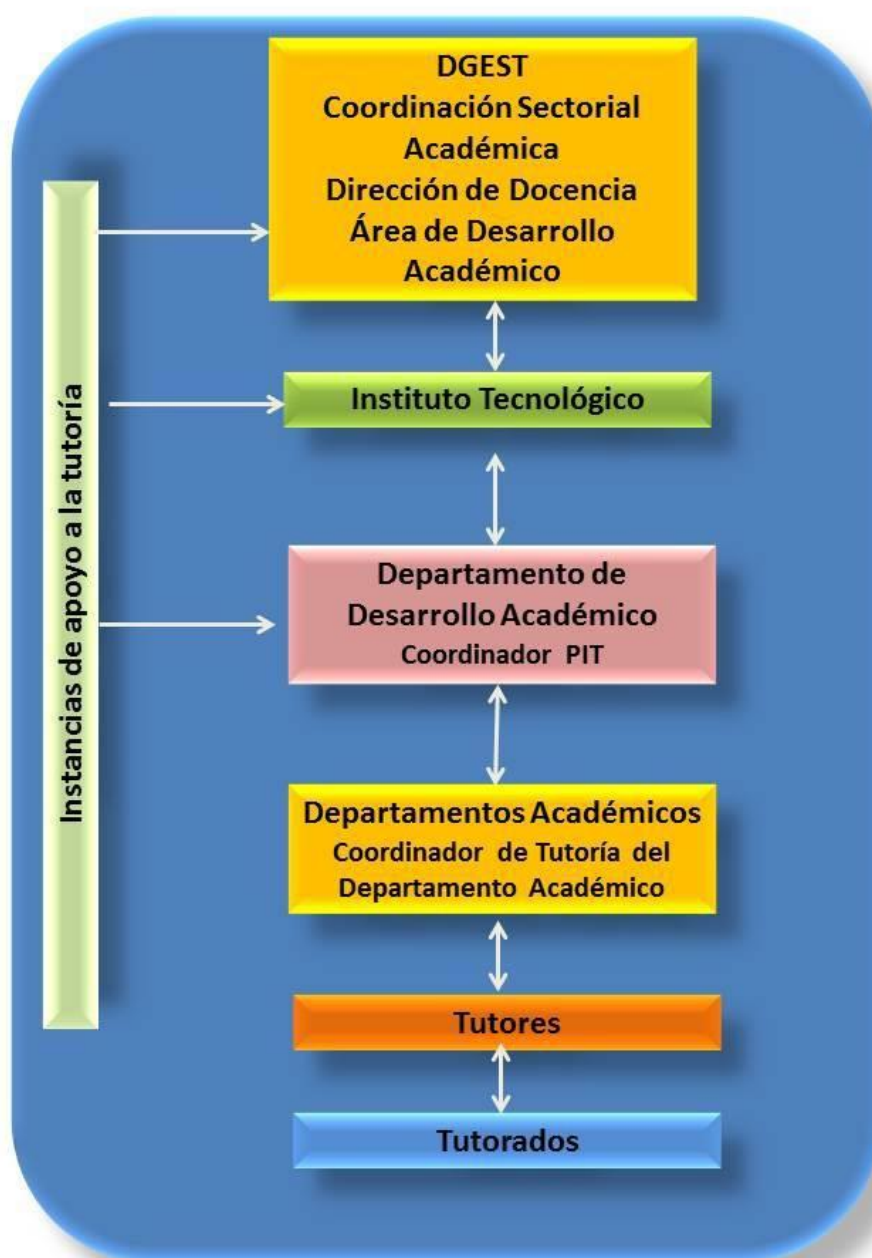 DGEST
Coordinación Sectorial
Académica
Dirección de Docencia
Área de Desarrollo
Académico
Instancias de apoyo a la tutoría
Instituto Tecnológico
Departamento de
Desarrollo Académico
Coordinador PIT
Departamentos Académicos
Coordinador de Tutoría del
Departamento Académico
Tutores
Tutorados